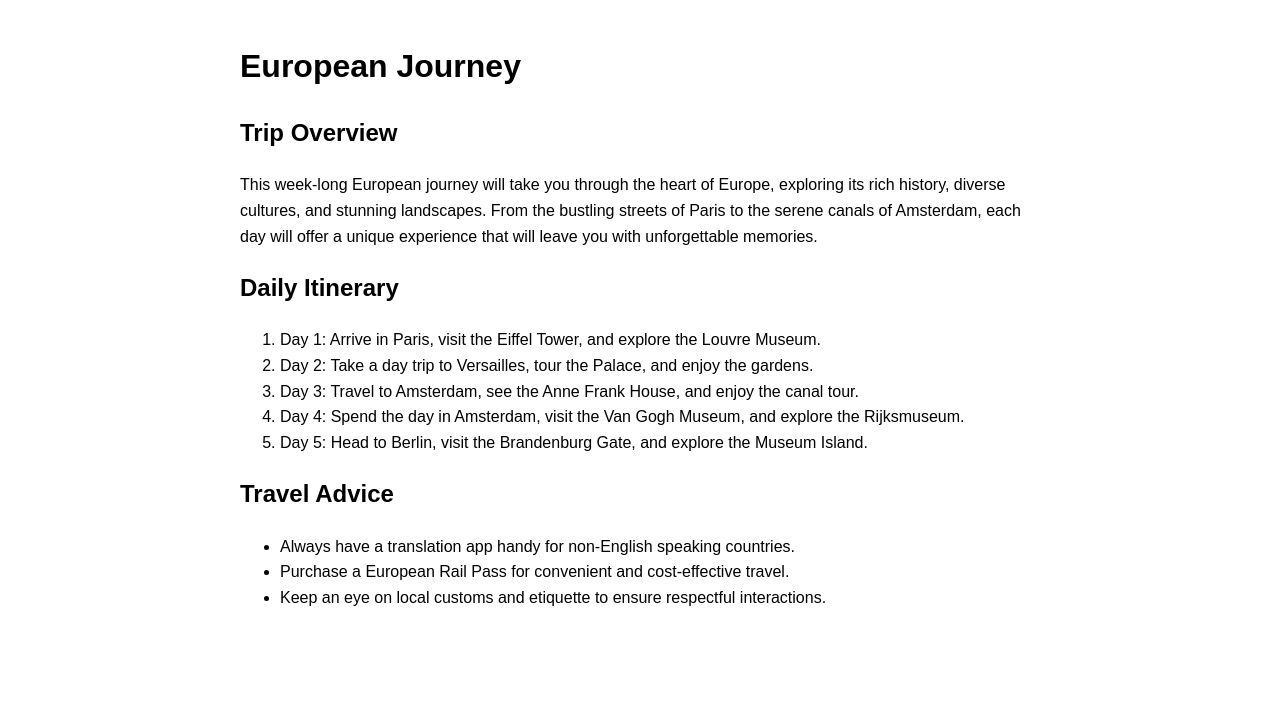 European Journey
Trip Overview
This week-long European journey will take you through the heart of Europe, exploring its rich history, diverse
cultures, and stunning landscapes. From the bustling streets of Paris to the serene canals of Amsterdam, each
day will offer a unique experience that will leave you with unforgettable memories.
Daily Itinerary
1. Day 1: Arrive in Paris, visit the Eiffel Tower, and explore the Louvre Museum.
2. Day 2: Take a day trip to Versailles, tour the Palace, and enjoy the gardens.
3. Day 3: Travel to Amsterdam, see the Anne Frank House, and enjoy the canal tour.
4. Day 4: Spend the day in Amsterdam, visit the Van Gogh Museum, and explore the Rijksmuseum.
5. Day 5: Head to Berlin, visit the Brandenburg Gate, and explore the Museum Island.
Travel Advice
• Always have a translation app handy for non-English speaking countries.
• Purchase a European Rail Pass for convenient and cost-effective travel.
• Keep an eye on local customs and etiquette to ensure respectful interactions.